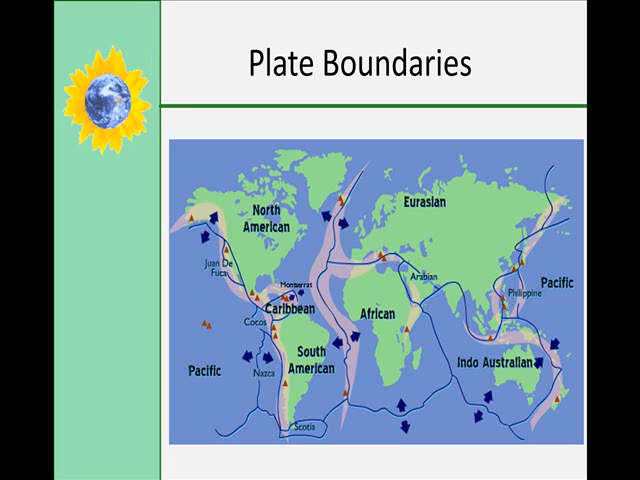 Plate Boundaries
North
American
Eurasian
Juan De
Fuca
Montserrat
Arabian
Pacific
Philippine
Caribbean
African
Cocos
South
American
Indo Australian
Pacific
Nazca
Scotia